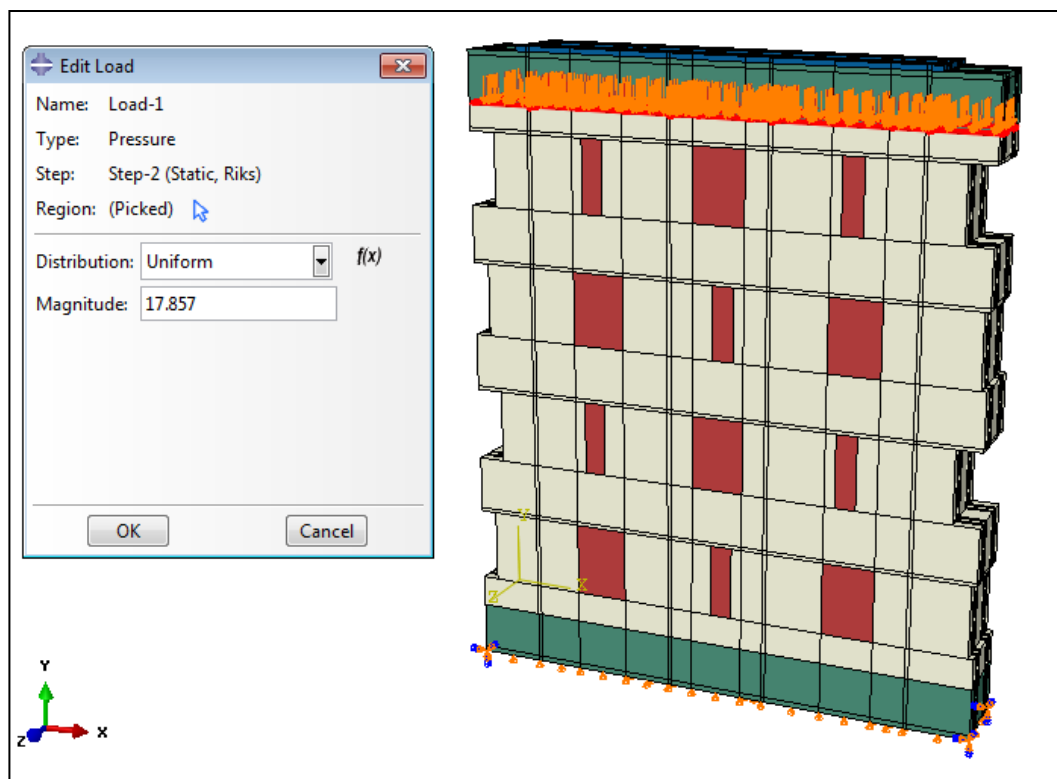 Edit Load
Name: Load-1
Type: Pressure
Step: Step-2 (Static, Riks)
Region: (Picked)
Distribution: Uniform f(x)
Magnitude: 17.857
OK Cancel
Y
X
Z
Y
X
Z